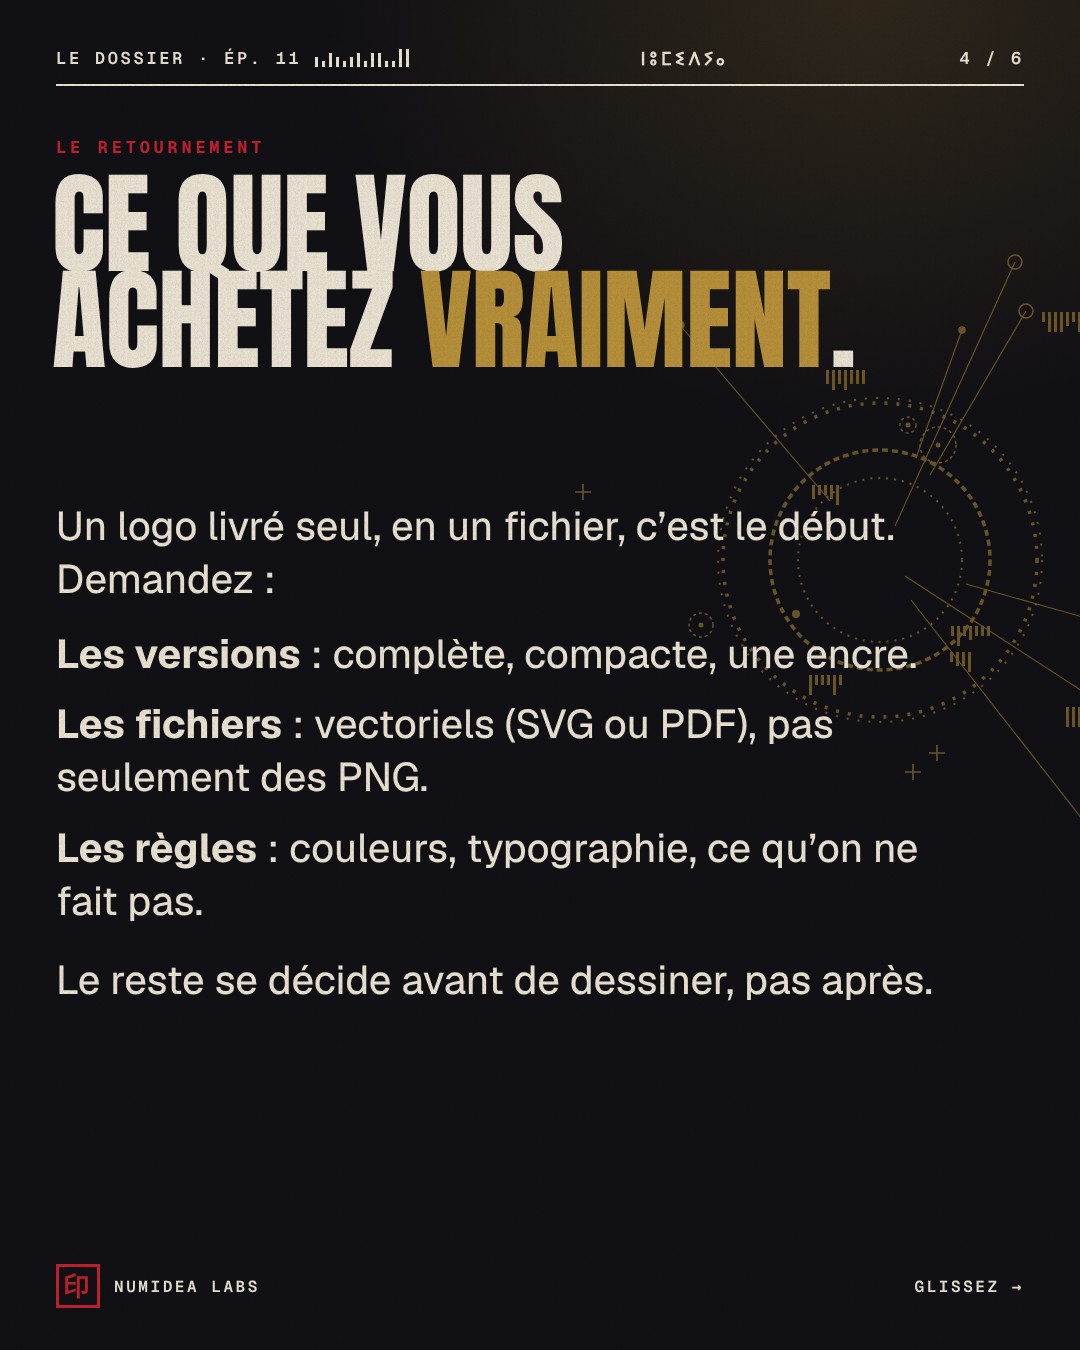 LE DOSSIER · ÉP. 11
ⵏⵓⵎⵉⴷⵢⴰ
4 / 6
LE RETOURNEMENT
CE QUE VOUS
ACHETEZ VRAIMENT.
Un logo livré seul, en un fichier, c’est le début.
Demandez :
Les versions : complète, compacte, une encre.
Les fichiers : vectoriels (SVG ou PDF), pas
seulement des PNG.
Les règles : couleurs, typographie, ce qu’on ne
fait pas.
Le reste se décide avant de dessiner, pas après.
印
NUMIDEA LABS
GLISSEZ →